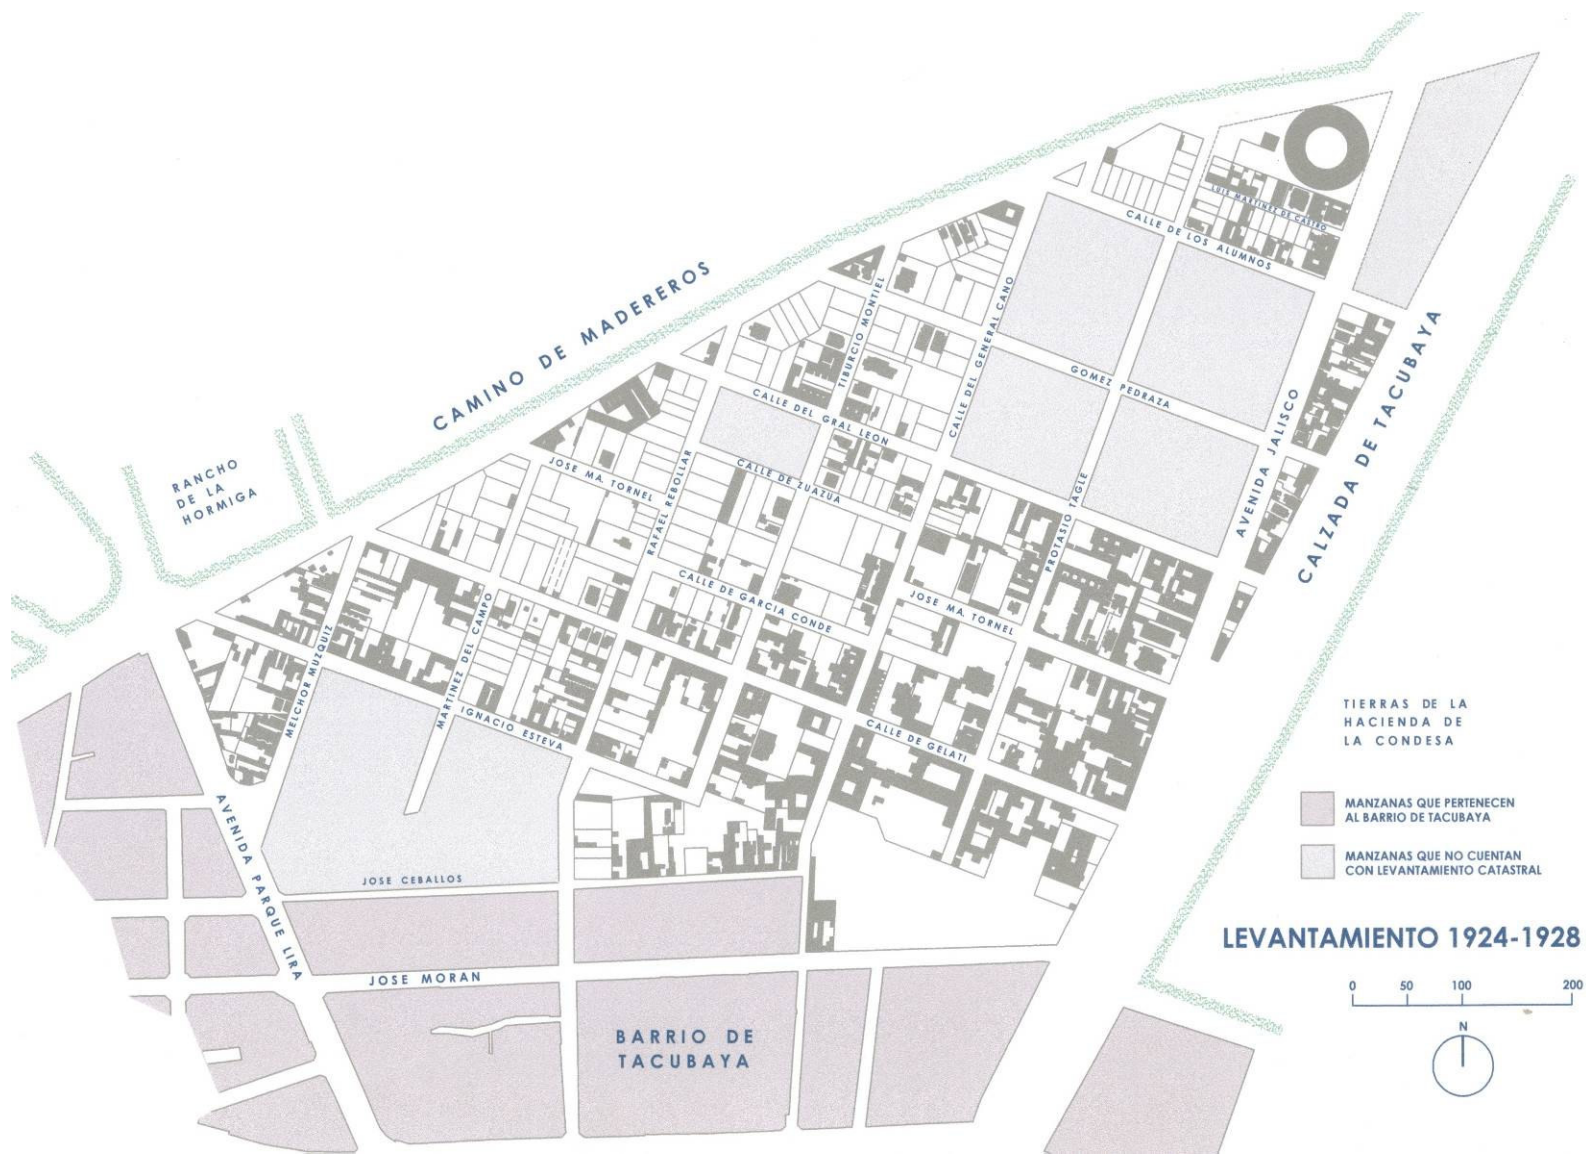 LUIS MARTINEZ DE CASTRO
CALLE DE LOS ALUMNOS
CAMINO DE MADEREROS
TIBURCIO MONTIEL
CALLE DEL GENERAL CANO
GOMEZ PEDRAZA
CALLE DEL GRAL LEON
AVENIDA JALISCO
CALZADA DE TACUBAYA
RANCHO
DE LA
HORMIGA
JOSE MA. TORNEL
RAFAEL REBOLLAR
CALLE DE ZUAZUA
PROTASIO TAGLE
CALLE DE GARCIA CONDE
JOSE MA. TORNEL
MELCHOR MUZQUIZ
MARTINEZ DEL CAMPO
IGNACIO ESTEVA
CALLE DE GELATI
TIERRAS DE LA
HACIENDA DE
LA CONDESA
MANZANAS QUE PERTENECEN
AL BARRIO DE TACUBAYA
MANZANAS QUE NO CUENTAN
CON LEVANTAMIENTO CATASTRAL
AVENIDA PARQUE LIRA
JOSE CEBALLOS
JOSE MORAN
LEVANTAMIENTO 1924-1928
0 50 100 200
N
BARRIO DE
TACUBAYA